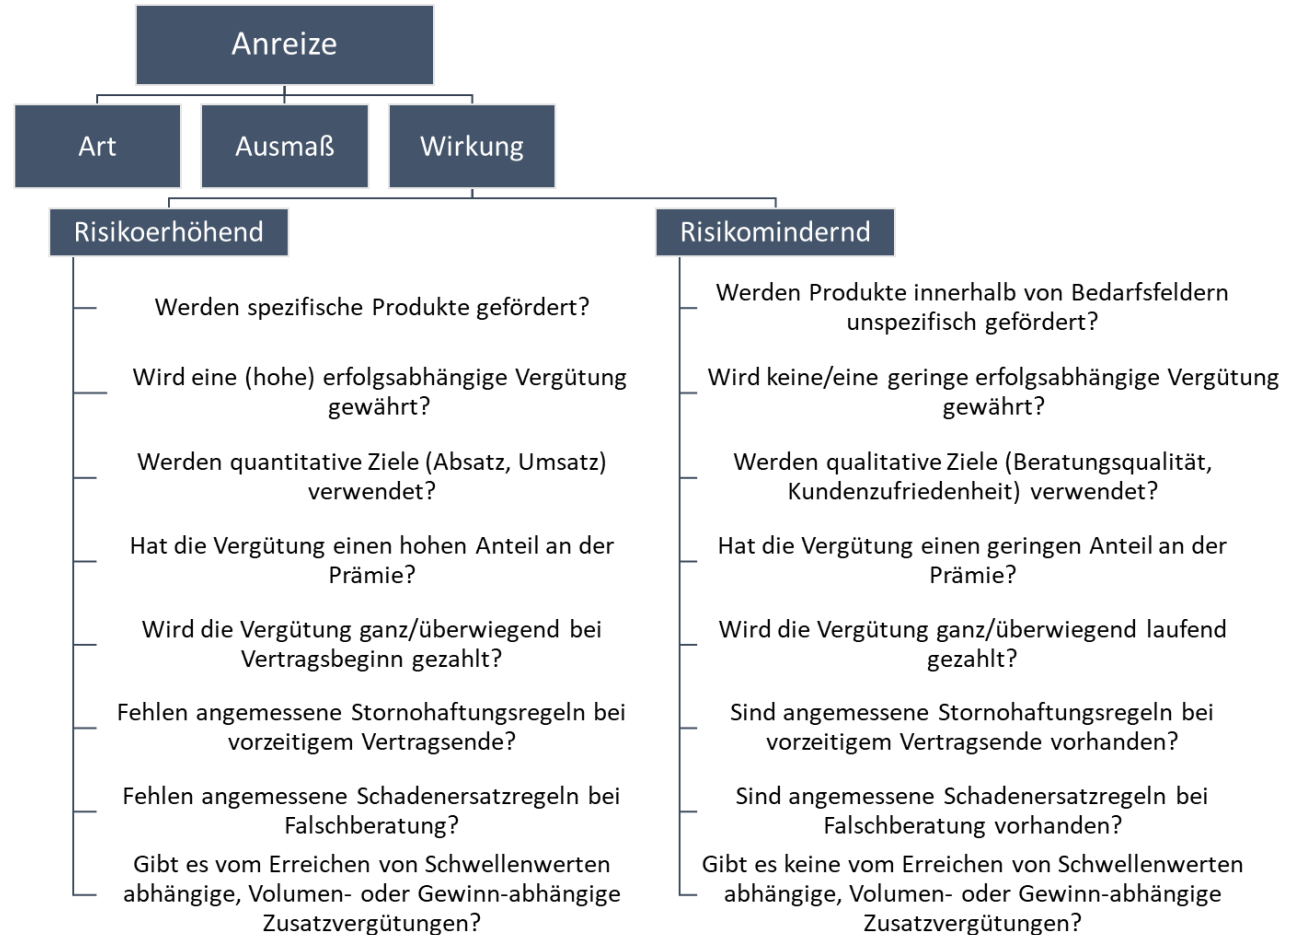 Anreize
Art
Ausmaß
Wirkung
Risikoerhöhend
Werden spezifische Produkte gefördert?
Wird eine (hohe) erfolgsabhängige Vergütung
gewährt?
Werden quantitative Ziele (Absatz, Umsatz)
verwendet?
Hat die Vergütung einen hohen Anteil an der
Prämie?
Wird die Vergütung ganz/überwiegend bei
Vertragsbeginn gezahlt?
Fehlen angemessene Stornohaftungsregeln bei
vorzeitigem Vertragsende?
Fehlen angemessene Schadenersatzregeln bei
Falschberatung?
Gibt es vom Erreichen von Schwellenwerten
abhängige, Volumen- oder Gewinn-abhängige
Zusatzvergütungen?
Risikomindernd
Werden Produkte innerhalb von Bedarfsfeldern
unspezifisch gefördert?
Wird keine/eine geringe erfolgsabhängige Vergütung
gewährt?
Werden qualitative Ziele (Beratungsqualität,
Kundenzufriedenheit) verwendet?
Hat die Vergütung einen geringen Anteil an der
Prämie?
Wird die Vergütung ganz/überwiegend laufend
gezahlt?
Sind angemessene Stornohaftungsregeln bei
vorzeitigem Vertragsende vorhanden?
Sind angemessene Schadenersatzregeln bei
Falschberatung vorhanden?
Gibt es keine vom Erreichen von Schwellenwerten
abhängige, Volumen- oder Gewinn-abhängige
Zusatzvergütungen?